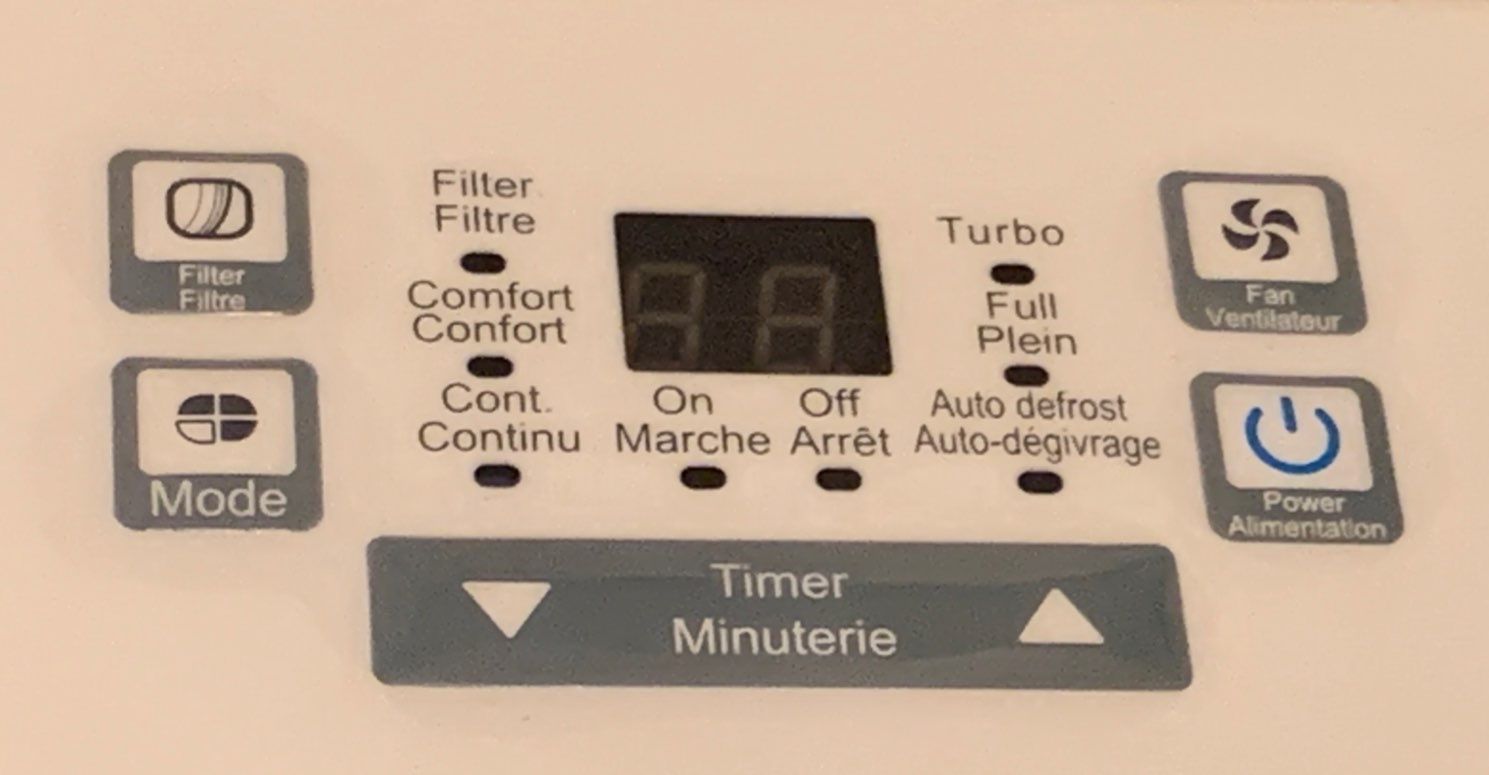 Filter
Filtre
Mode
Filter
Filtre
Comfort
Confort
Cont.
Continu
On
Marche
Off
Arrêt
Turbo
Full
Plein
Auto defrost
Auto-dégivrage
Fan
Ventilateur
Power
Alimentation
Timer
Minuterie